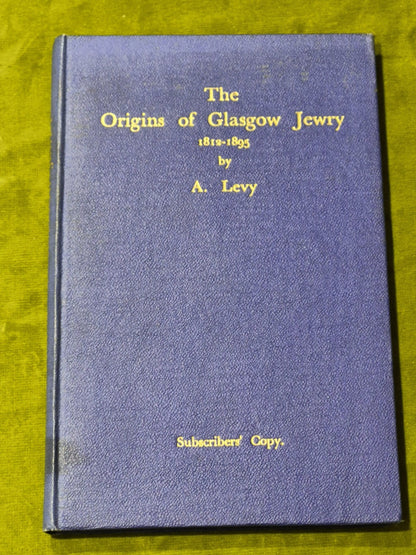 The
Origins of Glasgow Jewry
1812-1895
by
A. Levy
Subscribers' Copy.